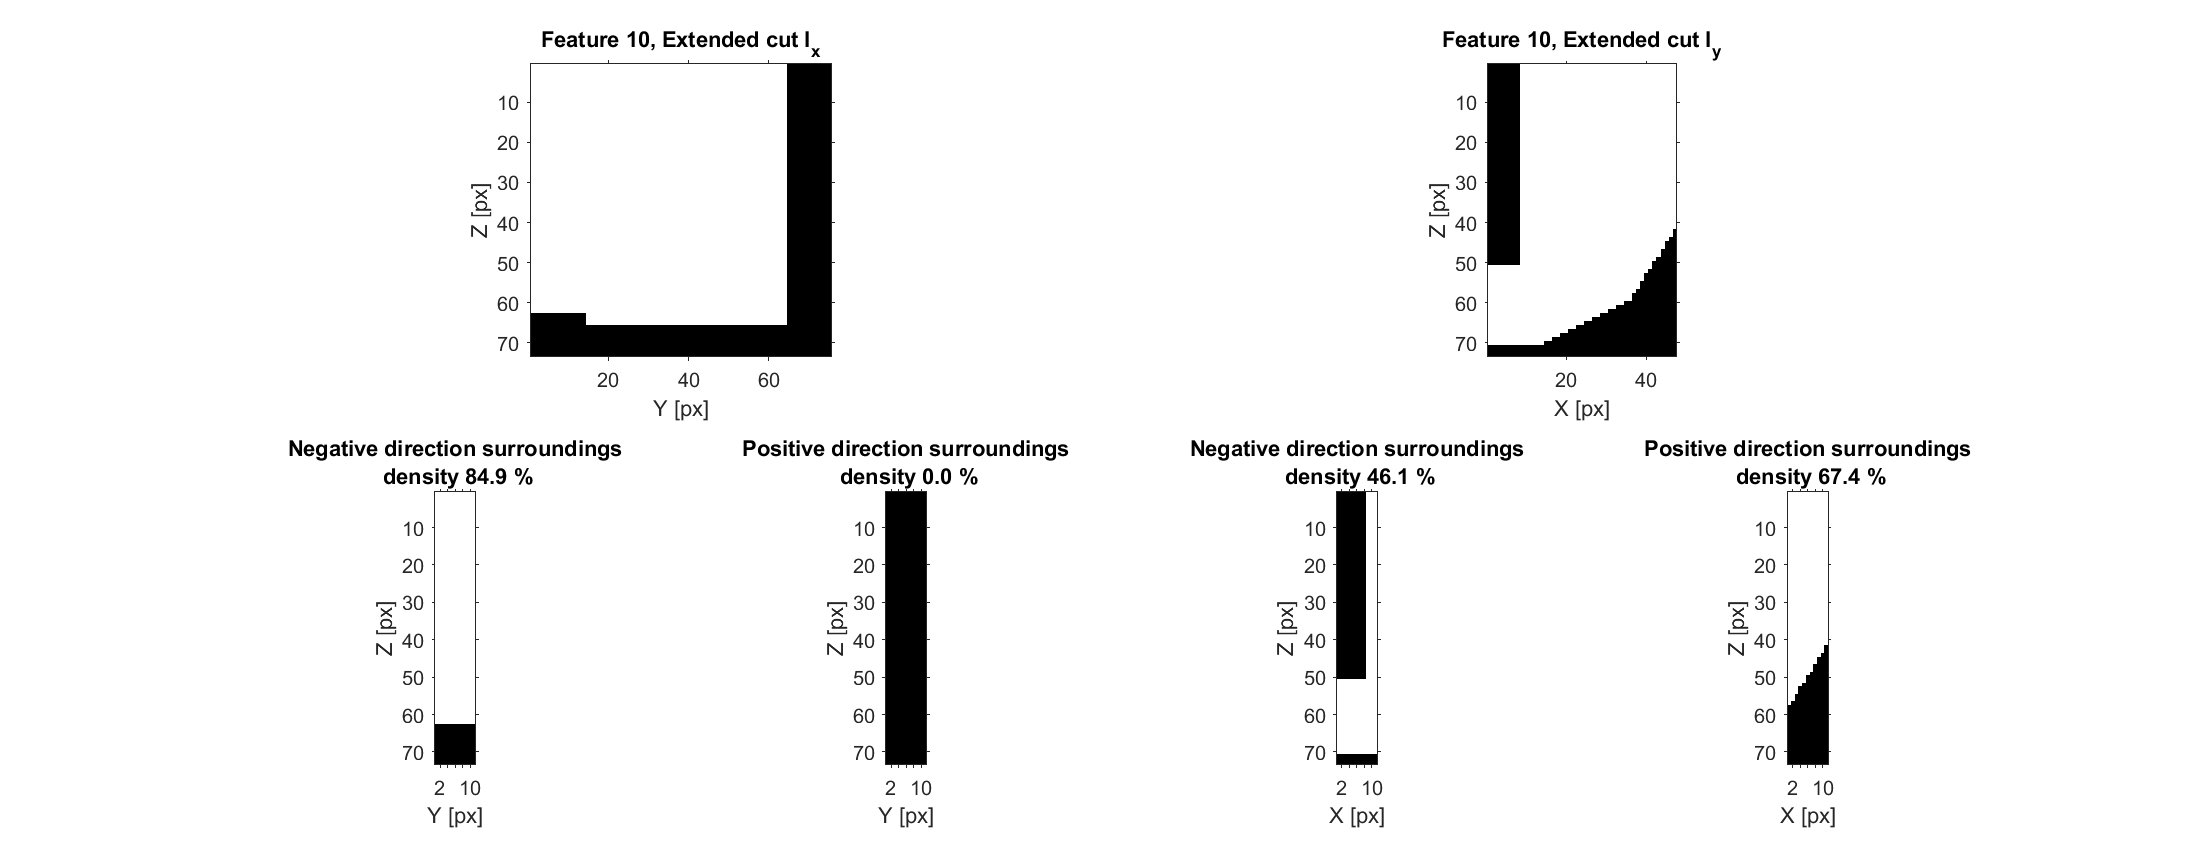 Feature 10, Extended cut I_x
Z [px]
10
20
30
40
50
60
70
20 40 60
Y [px]
Feature 10, Extended cut I_y
Z [px]
10
20
30
40
50
60
70
20 40
X [px]
Negative direction surroundings
density 84.9 %
Z [px]
10
20
30
40
50
60
70
2 10
Y [px]
Positive direction surroundings
density 0.0 %
Z [px]
10
20
30
40
50
60
70
2 10
Y [px]
Negative direction surroundings
density 46.1 %
Z [px]
10
20
30
40
50
60
70
2 10
X [px]
Positive direction surroundings
density 67.4 %
Z [px]
10
20
30
40
50
60
70
2 10
X [px]